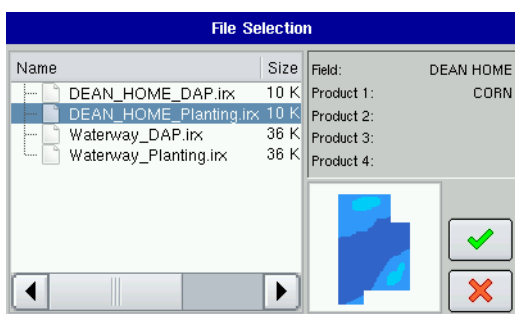 File Selection
Name Size
DEAN_HOME_DAP.irx 10 K
DEAN_HOME_Planting.irx 10 K
Waterway_DAP.irx 36 K
Waterway_Planting.irx 36 K
Field: DEAN HOME
Product 1: CORN
Product 2:
Product 3:
Product 4: